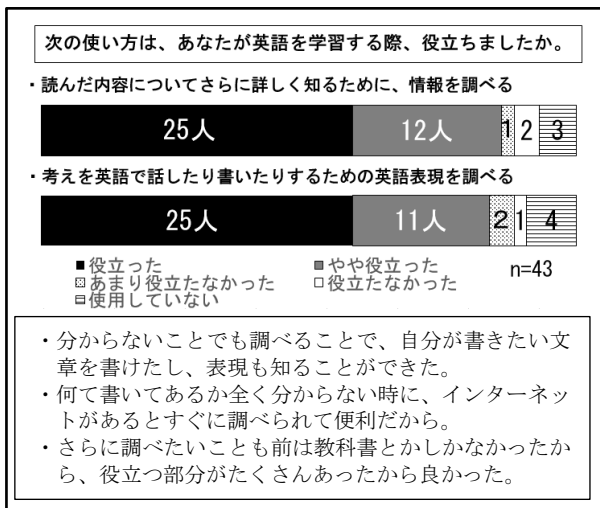 次の使い方は、あなたが英語を学習する際、役立ちましたか。
・読んだ内容についてさらに詳しく知るために、情報を調べる
25人 12人 1 2 3
・考えを英語で話したり書いたりするための英語表現を調べる
25人 11人 2 1 4
■役立った ■やや役立った n=43
▩あまり役立たなかった □役立たなかった
▤使用していない
・分からないことでも調べることで、自分が書きたい文
章を書けたし、表現も知ることができた。
・何て書いてあるか全く分からない時に、インターネッ
トがあるとすぐに調べられて便利だから。
・さらに調べたいことも前は教科書とかしかなかったか
ら、役立つ部分がたくさんあったから良かった。